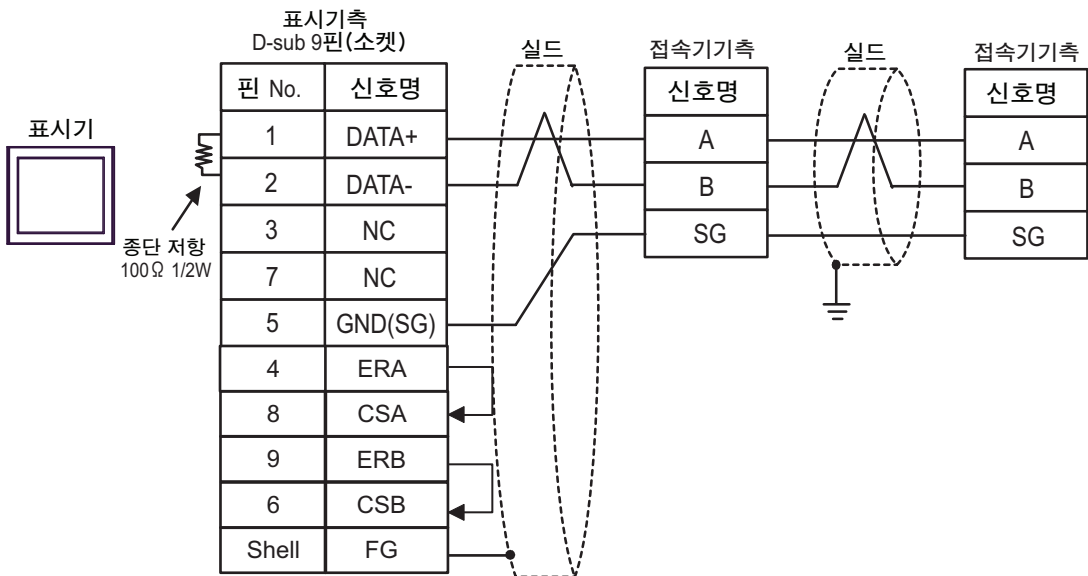 표시기측
D-sub 9핀(소켓)
실드
접속기기측
실드
접속기기측
표시기
종단 저항
100Ω 1/2W
핀 No. 신호명
1 DATA+
2 DATA-
3 NC
7 NC
5 GND(SG)
4 ERA
8 CSA
9 ERB
6 CSB
Shell FG
신호명
A
B
SG
신호명
A
B
SG